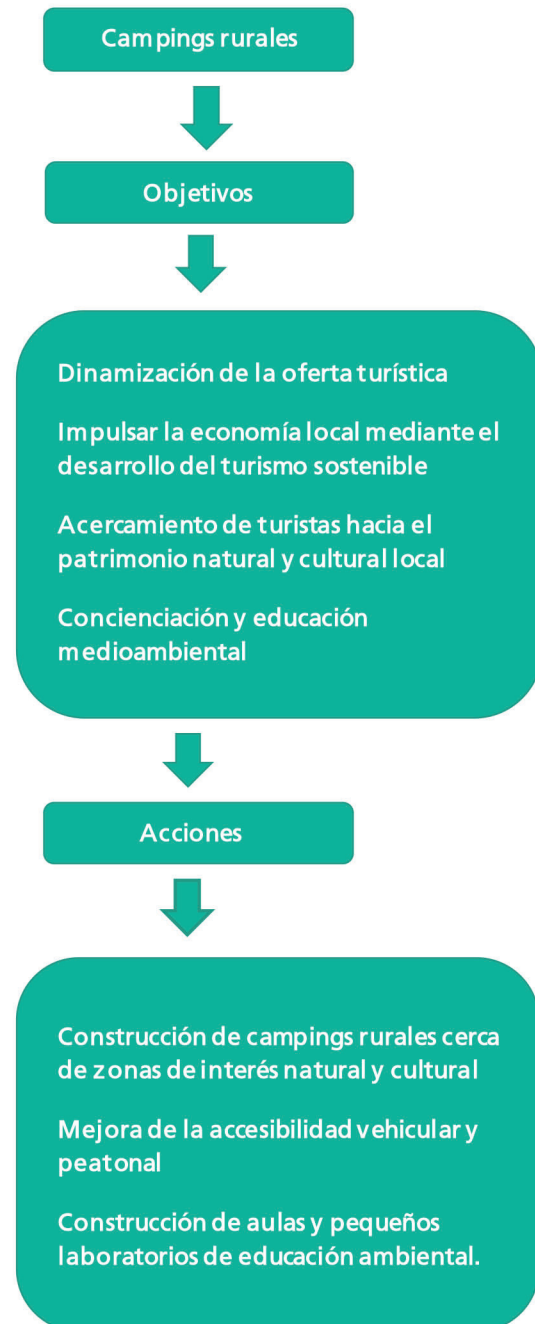 Campings rurales
Objetivos
Dinamización de la oferta turística
Impulsar la economía local mediante el
desarrollo del turismo sostenible
Acercamiento de turistas hacia el
patrimonio natural y cultural local
Concienciación y educación
medioambiental
Acciones
Construcción de campings rurales cerca
de zonas de interés natural y cultural
Mejora de la accesibilidad vehicular y
peatonal
Construcción de aulas y pequeños
laboratorios de educación ambiental.